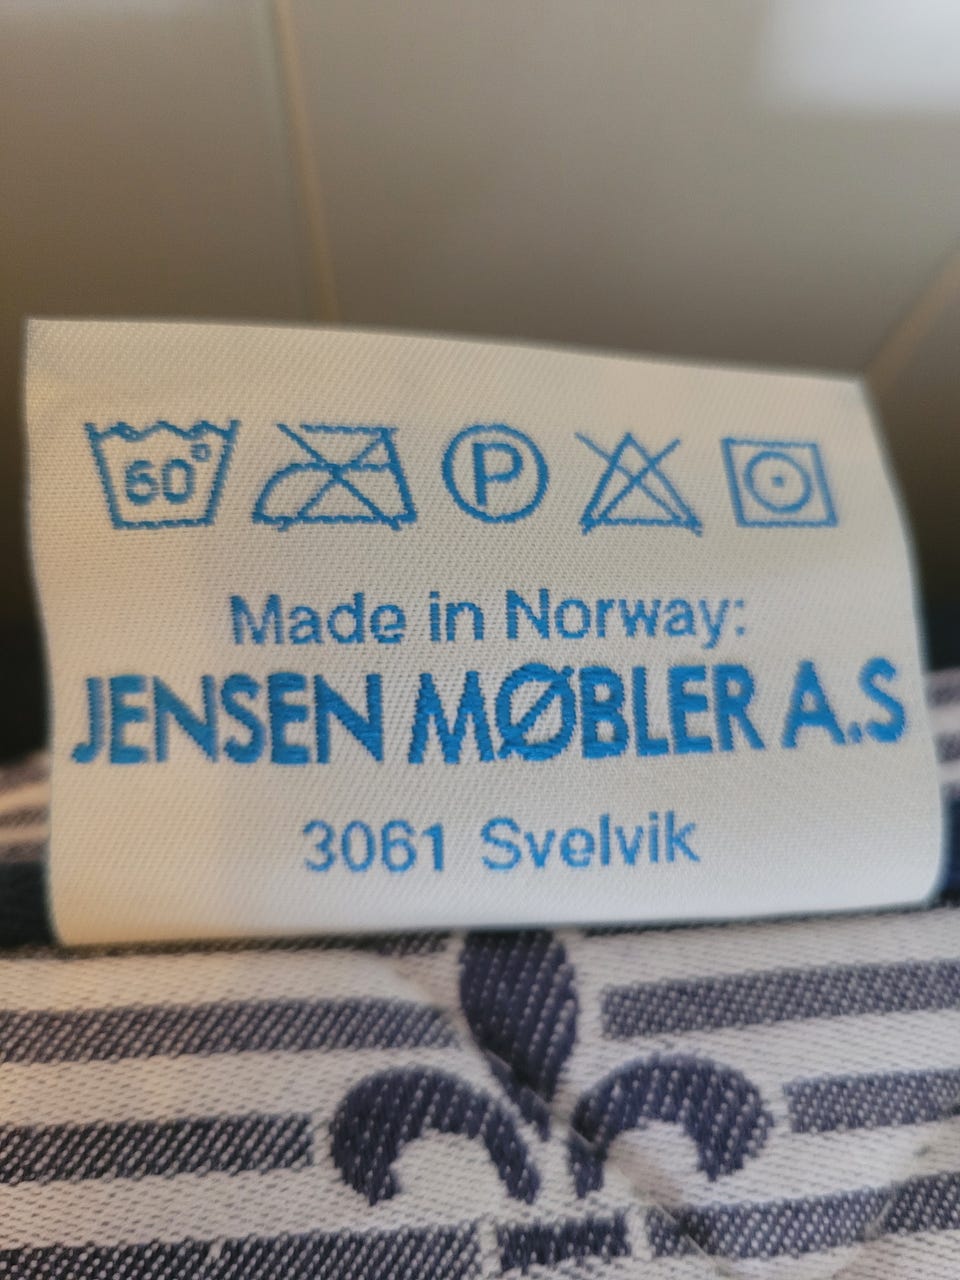 60°
P
Made in Norway:
JENSEN MØBLER A.S
3061 Svelvik